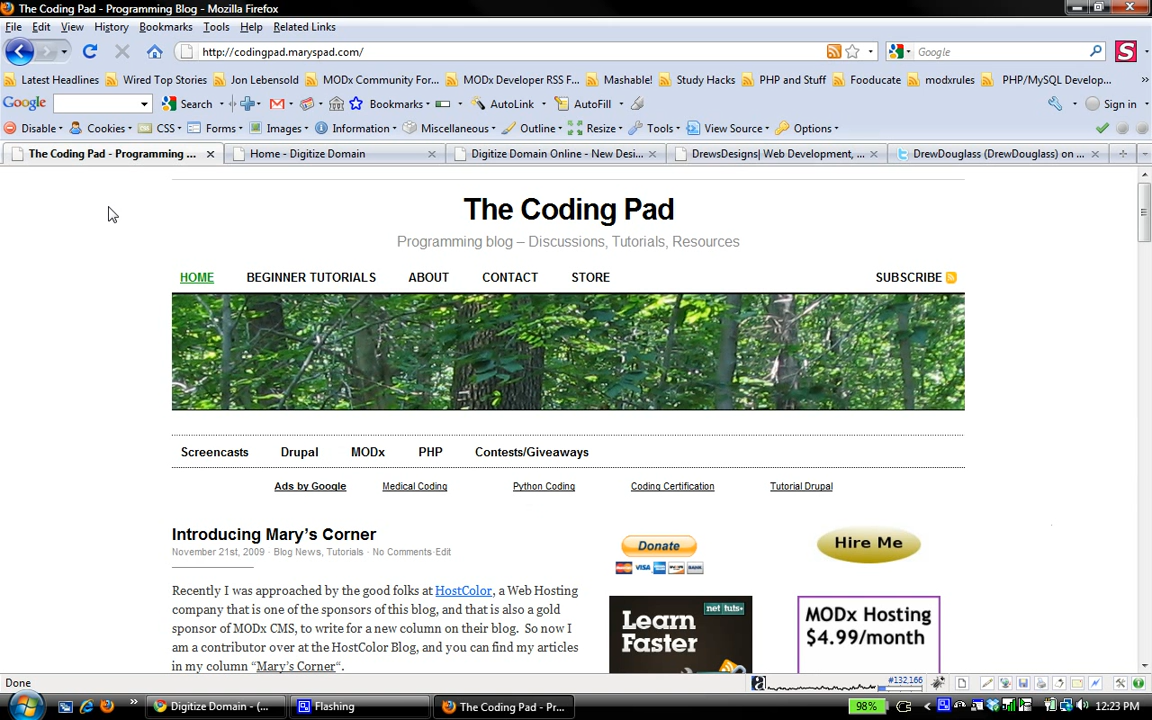 The Coding Pad - Programming Blog - Mozilla Firefox
File Edit View History Bookmarks Tools Help Related Links
http://codingpad.maryspad.com/ Google
Latest Headlines Wired Top Stories Jon Lebensold MODx Community For... MODx Developer RSS F... Mashable! Study Hacks PHP and Stuff Fooducate modxrules PHP/MySQL Develop... »
Google Search Bookmarks AutoLink AutoFill Sign in
Disable Cookies CSS Forms Images Information Miscellaneous Outline Resize Tools View Source Options
The Coding Pad - Programming ... Home - Digitize Domain Digitize Domain Online - New Desi... DrewsDesigns| Web Development, ... DrewDouglass (DrewDouglass) on ...
The Coding Pad
Programming blog – Discussions, Tutorials, Resources
HOME BEGINNER TUTORIALS ABOUT CONTACT STORE SUBSCRIBE
Screencasts Drupal MODx PHP Contests/Giveaways
Ads by Google Medical Coding Python Coding Coding Certification Tutorial Drupal
Introducing Mary's Corner
November 21st, 2009 · Blog News, Tutorials · No Comments·Edit
Recently I was approached by the good folks at HostColor, a Web Hosting
company that is one of the sponsors of this blog, and that is also a gold
sponsor of MODx CMS, to write for a new column on their blog. So now I
am a contributor over at the HostColor Blog, and you can find my articles
in my column "Mary's Corner".
Donate
VISA
BANK
Hire Me
net tuts+
Learn
Faster
MODx Hosting
$4.99/month
Done #132,166
Digitize Domain - (... Flashing The Coding Pad - Pr... 98% 12:23 PM